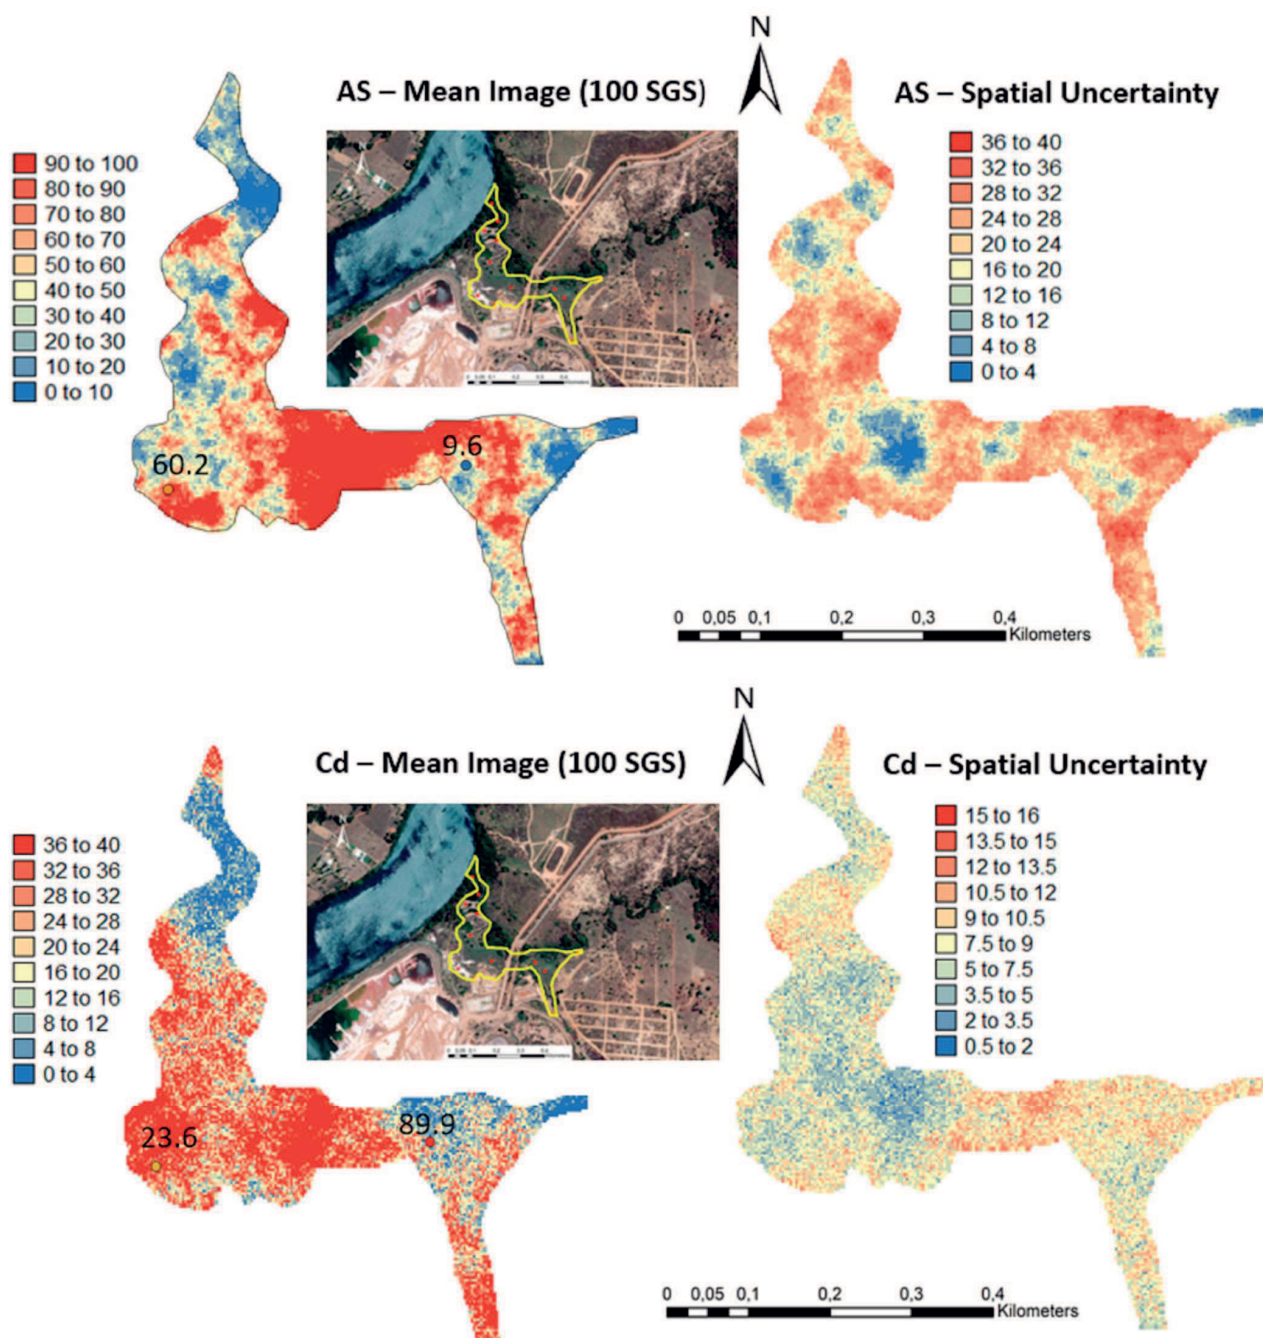 N
AS – Mean Image (100 SGS)
AS – Spatial Uncertainty
90 to 100
80 to 90
70 to 80
60 to 70
50 to 60
40 to 50
30 to 40
20 to 30
10 to 20
0 to 10
36 to 40
32 to 36
28 to 32
24 to 28
20 to 24
16 to 20
12 to 16
8 to 12
4 to 8
0 to 4
60.2
9.6
0 0,05 0,1 0,2 0,3 0,4
Kilometers
N
Cd – Mean Image (100 SGS)
Cd – Spatial Uncertainty
36 to 40
32 to 36
28 to 32
24 to 28
20 to 24
16 to 20
12 to 16
8 to 12
4 to 8
0 to 4
15 to 16
13.5 to 15
12 to 13.5
10.5 to 12
9 to 10.5
7.5 to 9
5 to 7.5
3.5 to 5
2 to 3.5
0.5 to 2
23.6
89.9
0 0,05 0,1 0,2 0,3 0,4
Kilometers